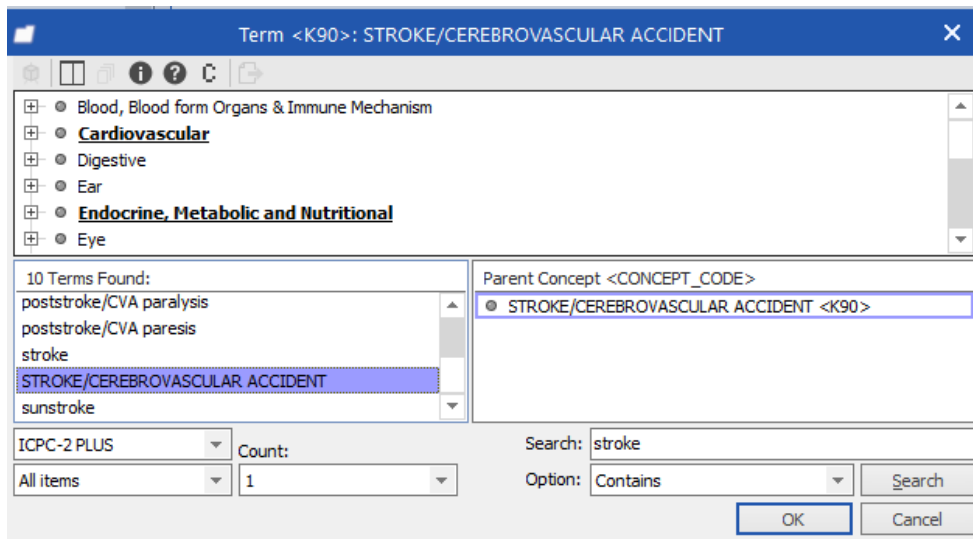 Term <K90>: STROKE/CEREBROVASCULAR ACCIDENT
Blood, Blood form Organs & Immune Mechanism
Cardiovascular
Digestive
Ear
Endocrine, Metabolic and Nutritional
Eye
10 Terms Found:
poststroke/CVA paralysis
poststroke/CVA paresis
stroke
STROKE/CEREBROVASCULAR ACCIDENT
sunstroke
Parent Concept <CONCEPT_CODE>
STROKE/CEREBROVASCULAR ACCIDENT <K90>
ICPC-2 PLUS
Count:
Search: stroke
All items
1
Option: Contains
Search
OK
Cancel